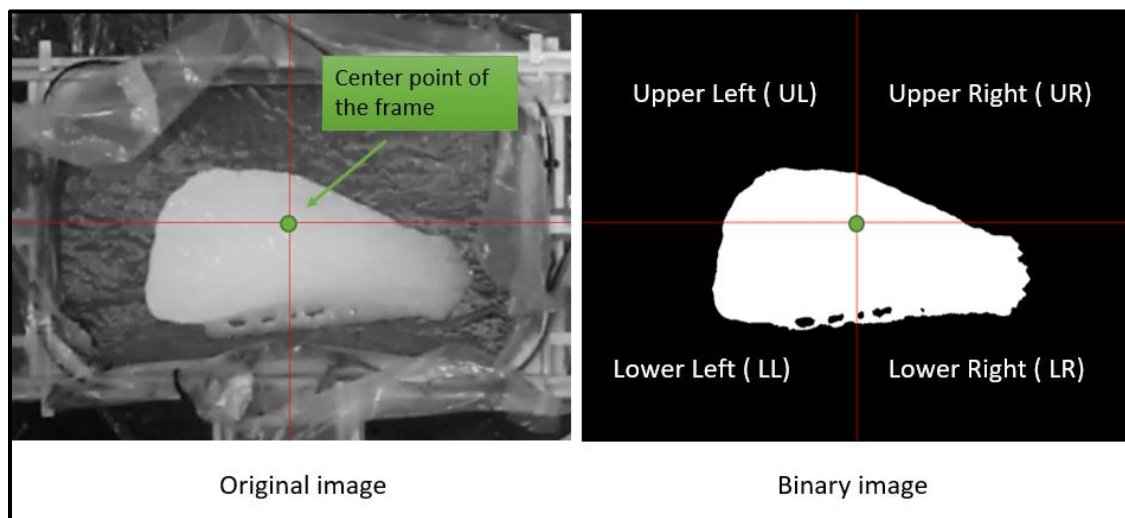 Center point of
the frame
Upper Left ( UL)
Upper Right ( UR)
Lower Left ( LL)
Lower Right ( LR)
Original image
Binary image